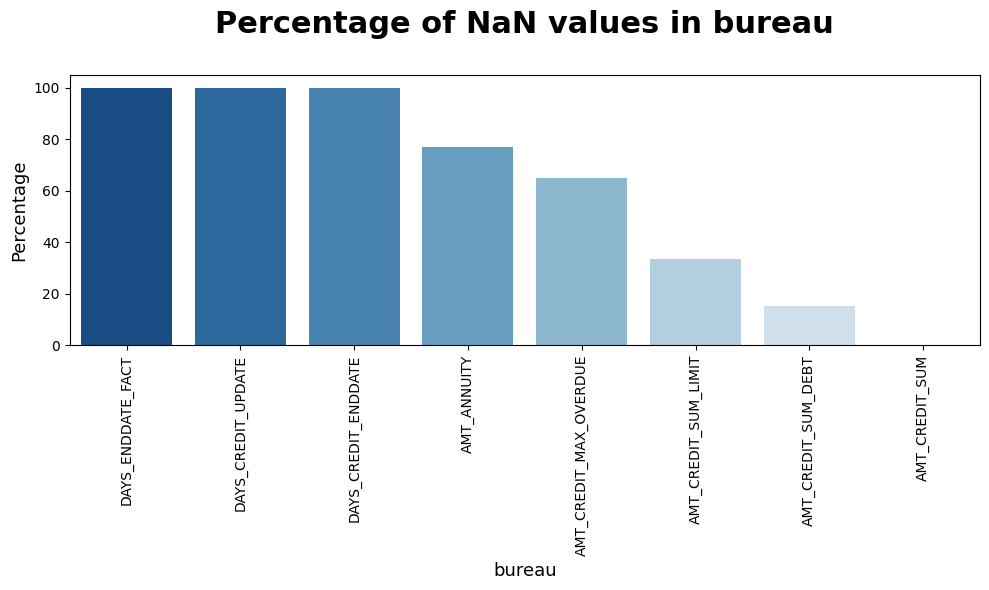 Percentage of NaN values in bureau
Percentage
100
80
60
40
20
0
DAYS_ENDDATE_FACT
DAYS_CREDIT_UPDATE
DAYS_CREDIT_ENDDATE
AMT_ANNUITY
AMT_CREDIT_MAX_OVERDUE
AMT_CREDIT_SUM_LIMIT
AMT_CREDIT_SUM_DEBT
AMT_CREDIT_SUM
bureau